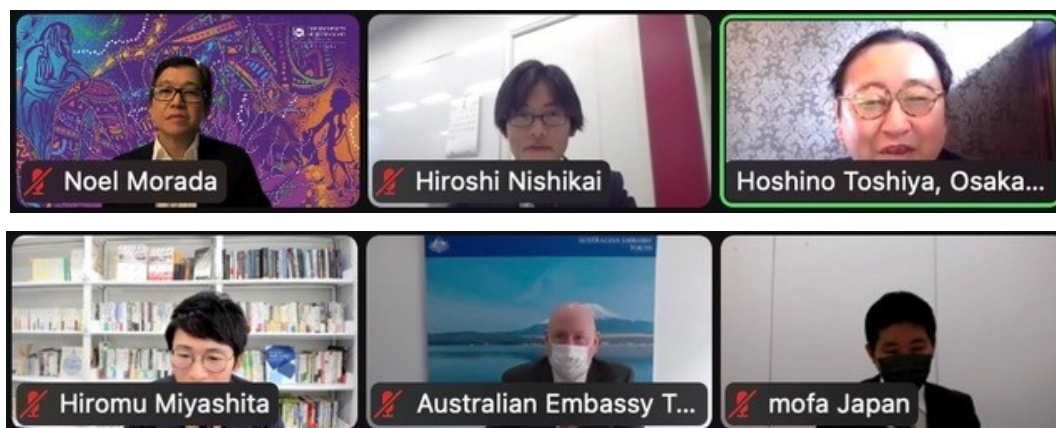 Noel Morada
Hiroshi Nishikai
Hoshino Toshiya, Osaka...
AUSTRALIAN EMBASSY
TOKYO
Hiromu Miyashita
Australian Embassy T...
mofa Japan